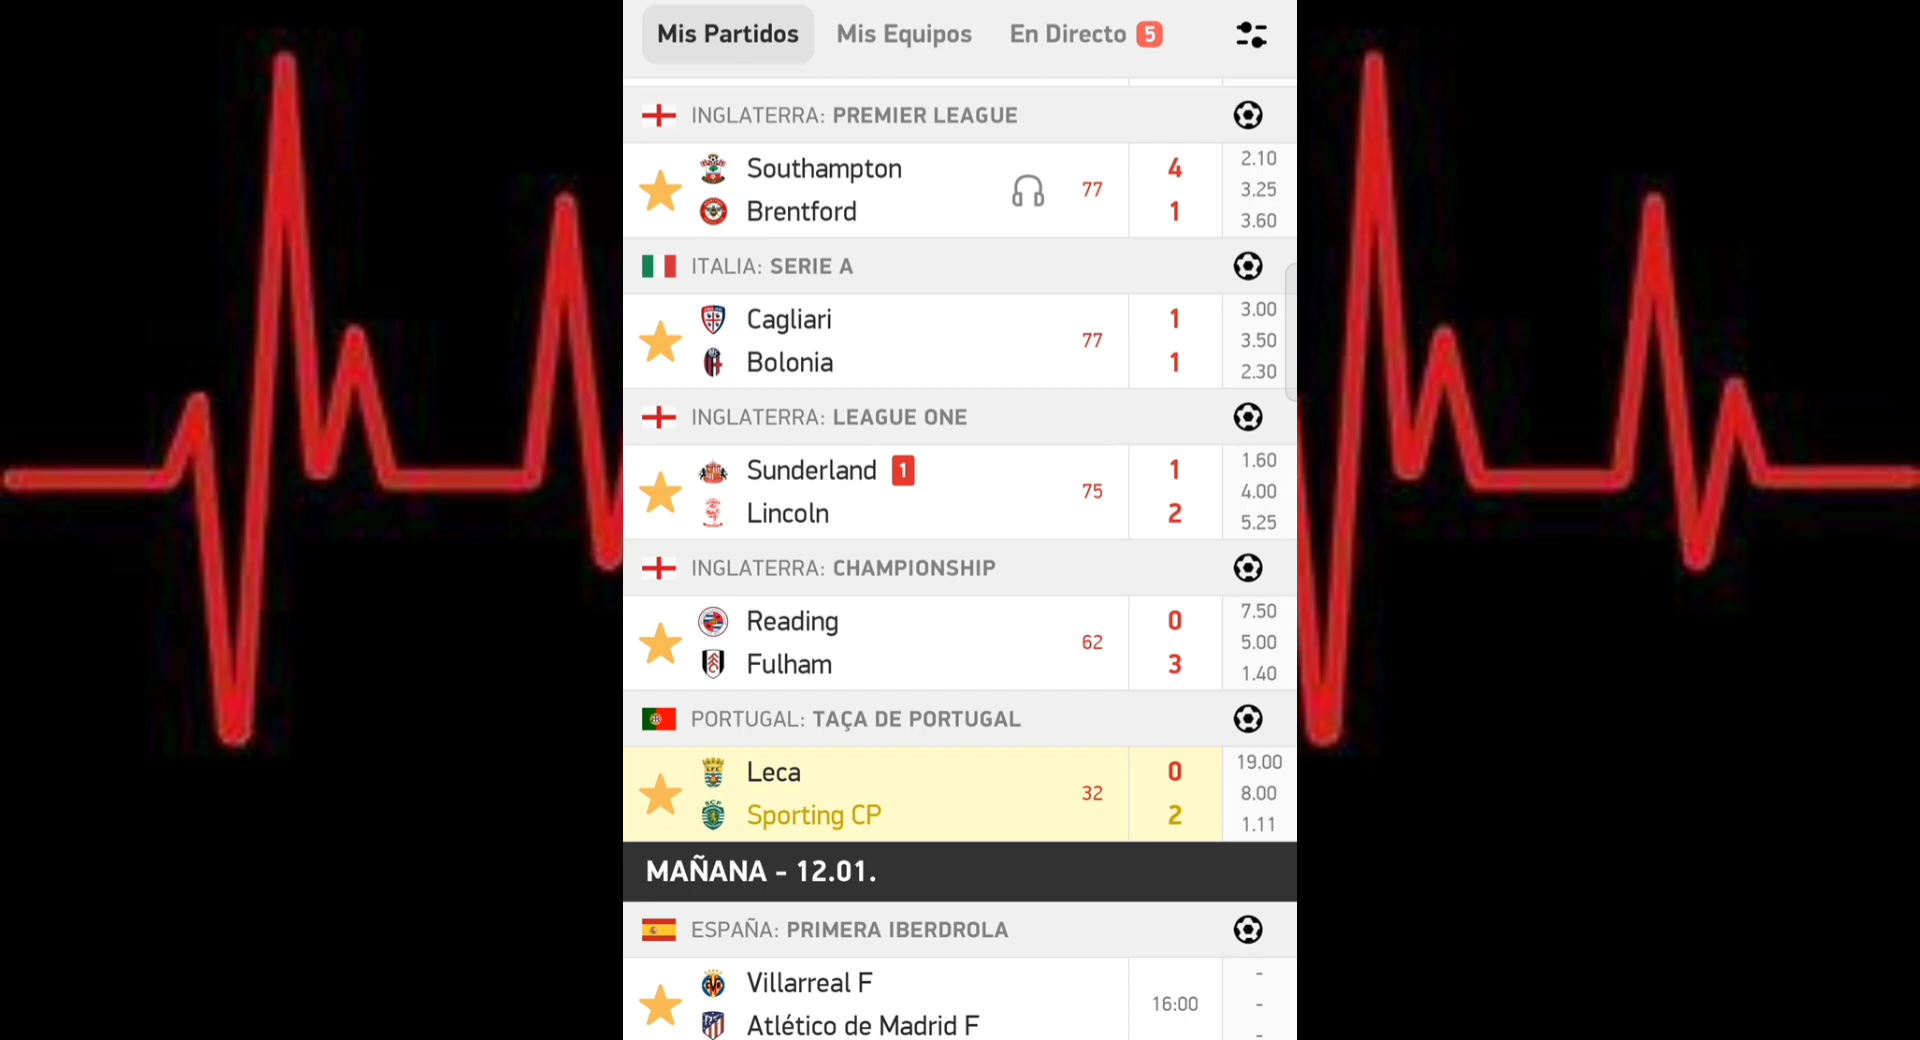 Mis Partidos Mis Equipos En Directo 5
INGLATERRA: PREMIER LEAGUE
Southampton 4 2.10
77 3.25
Brentford 1 3.60
ITALIA: SERIE A
Cagliari 1 3.00
77 3.50
Bolonia 1 2.30
INGLATERRA: LEAGUE ONE
Sunderland 1 1 1.60
75 4.00
Lincoln 2 5.25
INGLATERRA: CHAMPIONSHIP
Reading 0 7.50
62 5.00
Fulham 3 1.40
PORTUGAL: TAÇA DE PORTUGAL
Leca 0 19.00
32 8.00
Sporting CP 2 1.11
MAÑANA - 12.01.
ESPAÑA: PRIMERA IBERDROLA
Villarreal F -
16:00 -
Atlético de Madrid F -